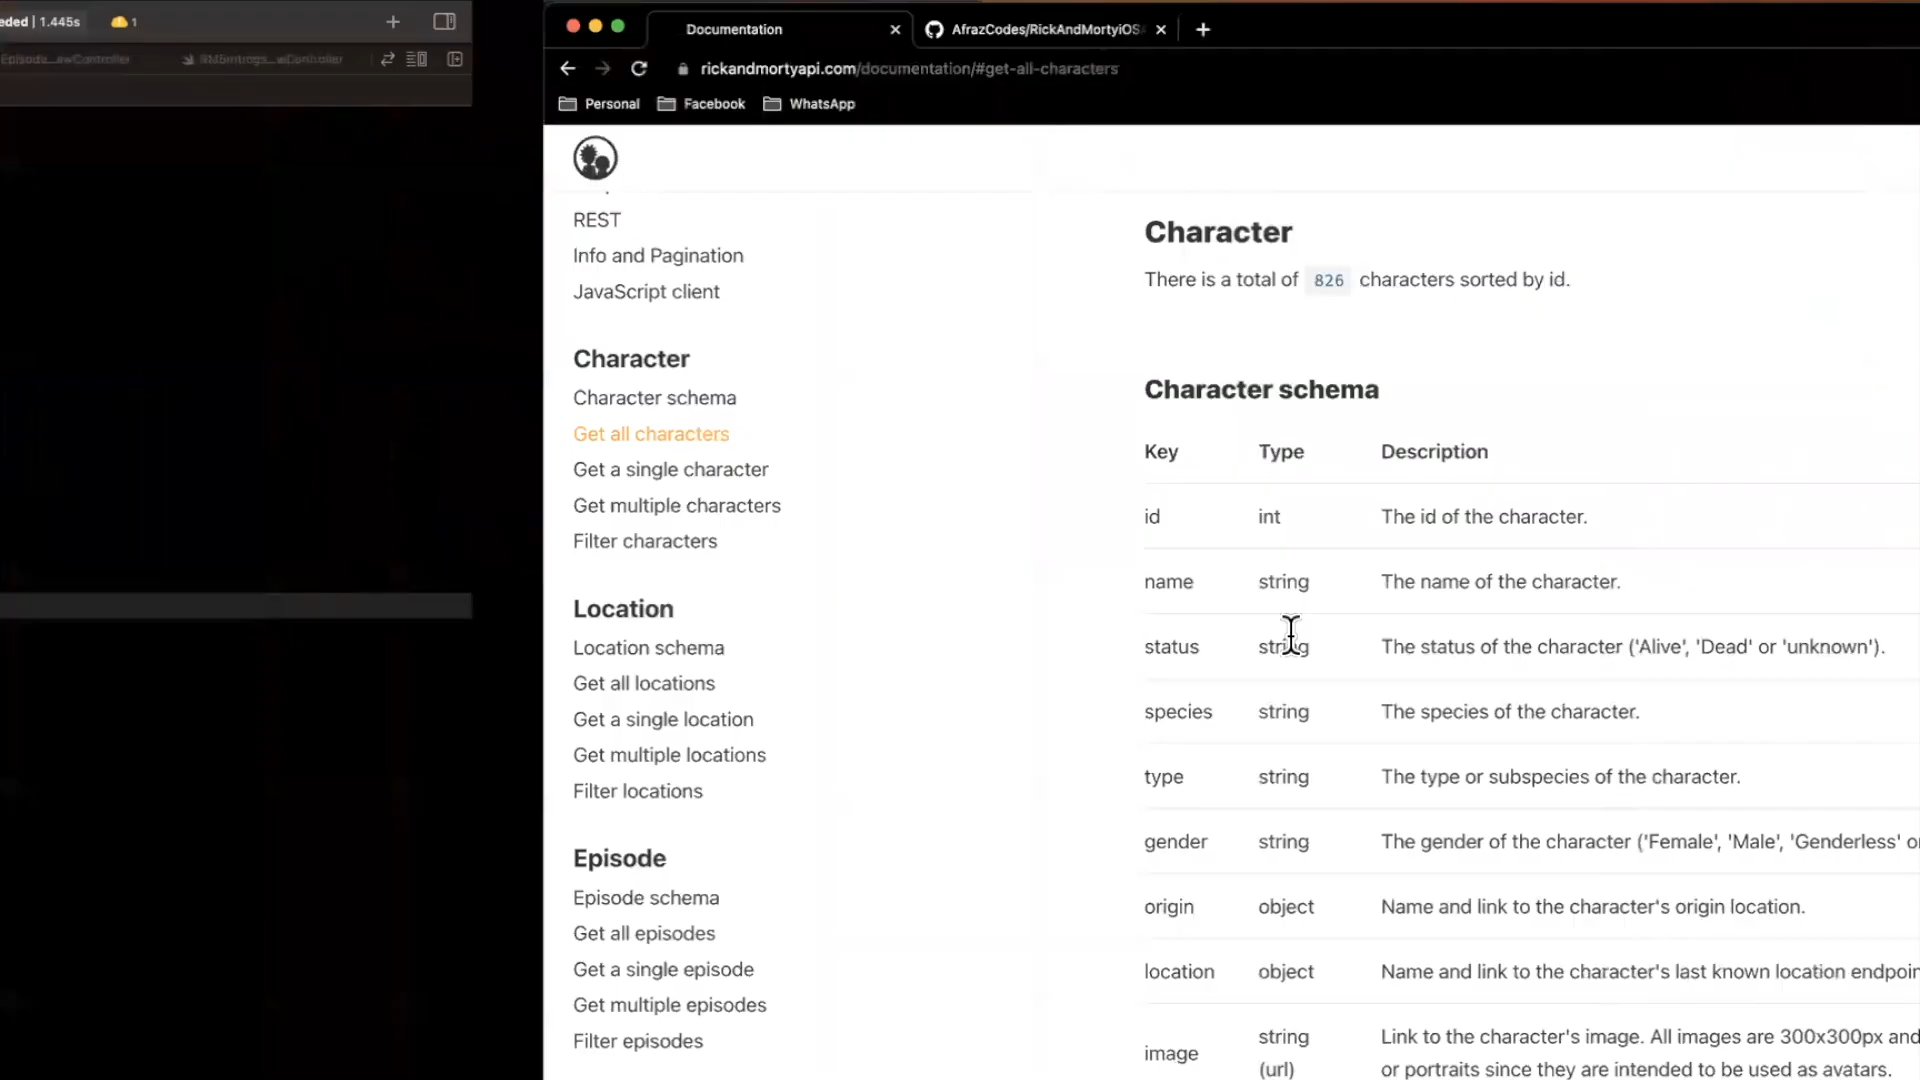 eded | 1.445s
1
Documentation
AfrazCodes/RickAndMortyiOS
rickandmortyapi.com/documentation/#get-all-characters
Personal
Facebook
WhatsApp
REST
Info and Pagination
JavaScript client
Character
Character schema
Get all characters
Get a single character
Get multiple characters
Filter characters
Location
Location schema
Get all locations
Get a single location
Get multiple locations
Filter locations
Episode
Episode schema
Get all episodes
Get a single episode
Get multiple episodes
Filter episodes
Character
There is a total of 826 characters sorted by id.
Character schema
Key Type Description
id int The id of the character.
name string The name of the character.
status string The status of the character ('Alive', 'Dead' or 'unknown').
species string The species of the character.
type string The type or subspecies of the character.
gender string The gender of the character ('Female', 'Male', 'Genderless' o
origin object Name and link to the character's origin location.
location object Name and link to the character's last known location endpoin
image string (url) Link to the character's image. All images are 300x300px and
or portraits since they are intended to be used as avatars.